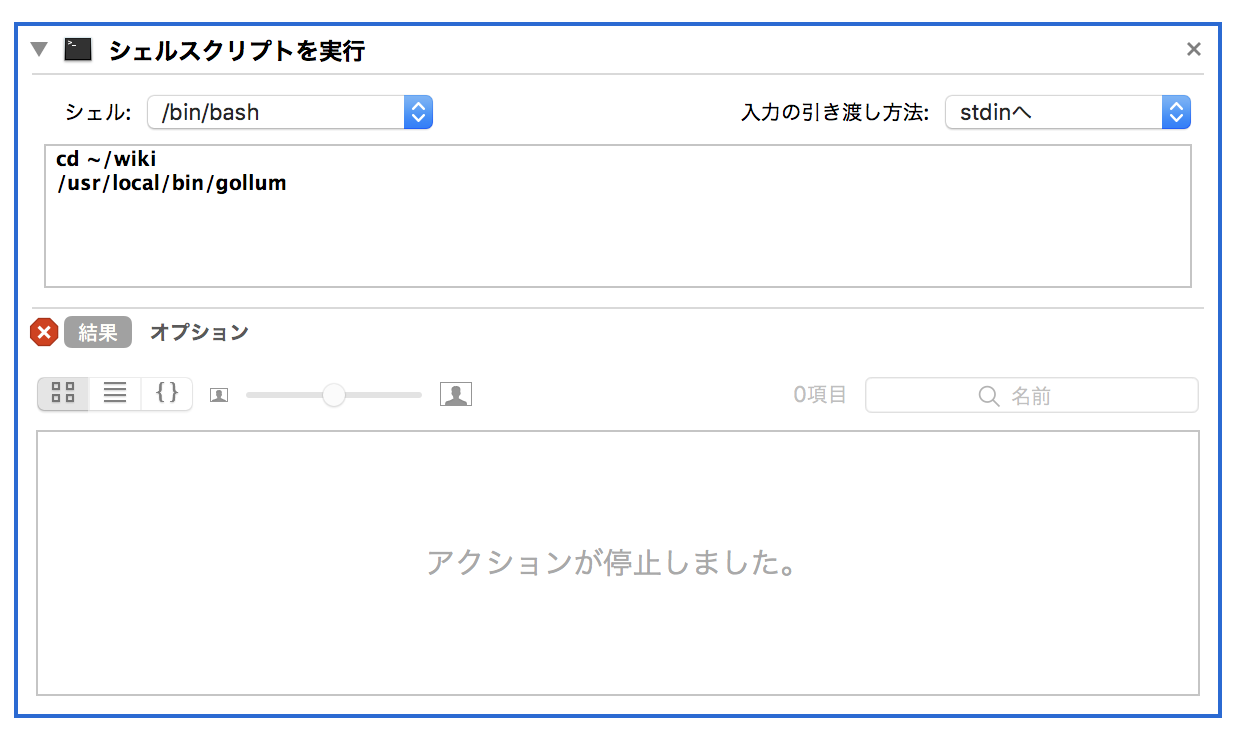 シェルスクリプトを実行
シェル: /bin/bash 入力の引き渡し方法: stdinへ
cd ~/wiki
/usr/local/bin/gollum
結果 オプション
{} 0項目 名前
アクションが停止しました。